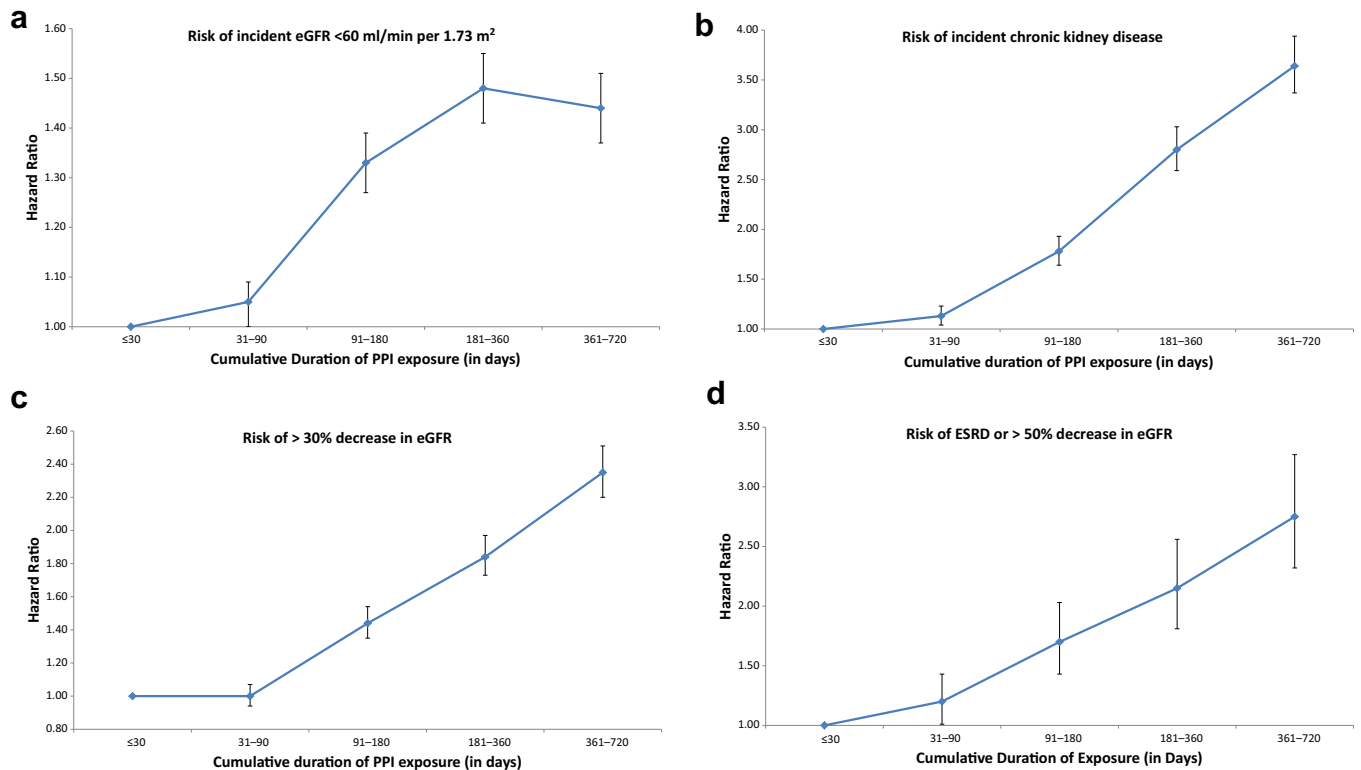 a
Risk of incident eGFR <60 ml/min per 1.73 m²
1.60
1.50
1.40
1.30
1.20
1.10
1.00
Hazard Ratio
≤30 31–90 91–180 181–360 361–720
Cumulative Duration of PPI exposure (in days)
b
Risk of incident chronic kidney disease
4.00
3.50
3.00
2.50
2.00
1.50
1.00
Hazard Ratio
≤30 31–90 91–180 181–360 361–720
Cumulative duration of PPI exposure (in days)
c
Risk of > 30% decrease in eGFR
2.60
2.40
2.20
2.00
1.80
1.60
1.40
1.20
1.00
0.80
Hazard Ratio
≤30 31–90 91–180 181–360 361–720
Cumulative duration of PPI exposure (in days)
d
Risk of ESRD or > 50% decrease in eGFR
3.50
3.00
2.50
2.00
1.50
1.00
Hazard Ratio
≤30 31–90 91–180 181–360 361–720
Cumulative Duration of Exposure (in Days)